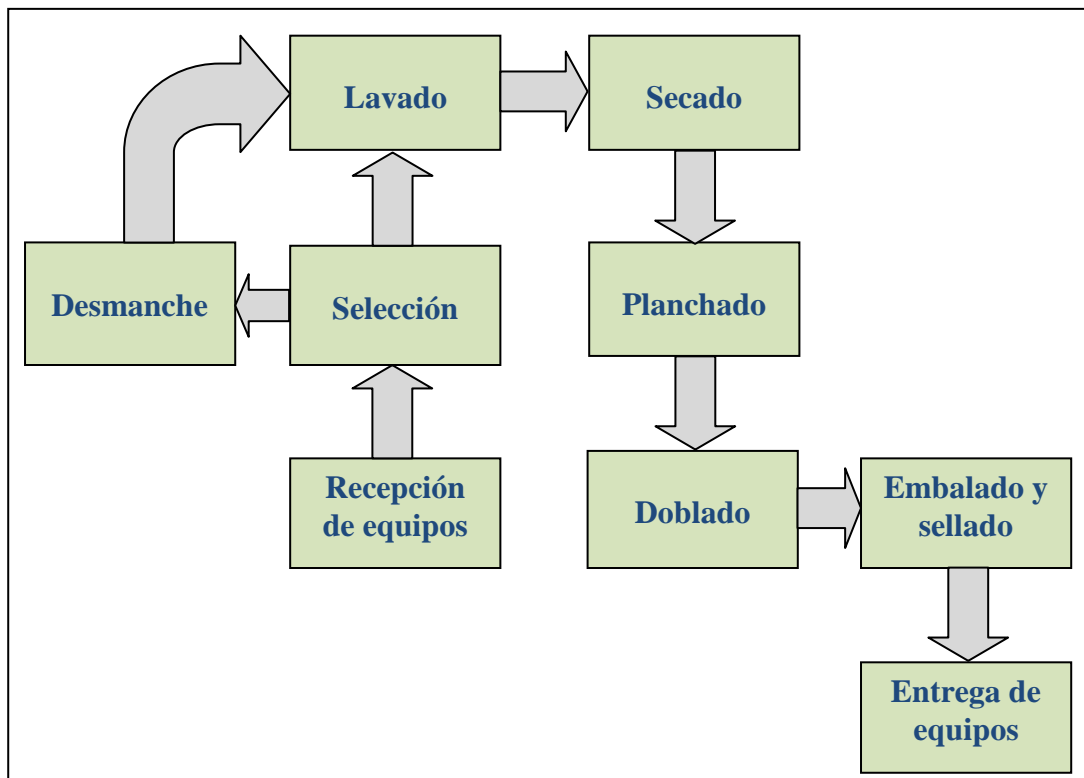 Lavado
Secado
Desmanche
Selección
Planchado
Recepción
de equipos
Doblado
Embalado y
sellado
Entrega de
equipos